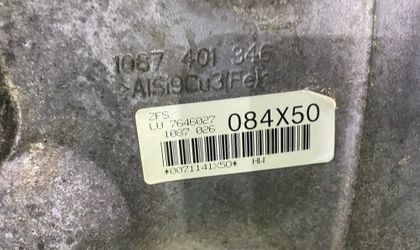 1087 401 346
>AlSi9Cu3(Fe)<
ZFS
LU 7646027
1087 026
084X50
*0071141X50* HW